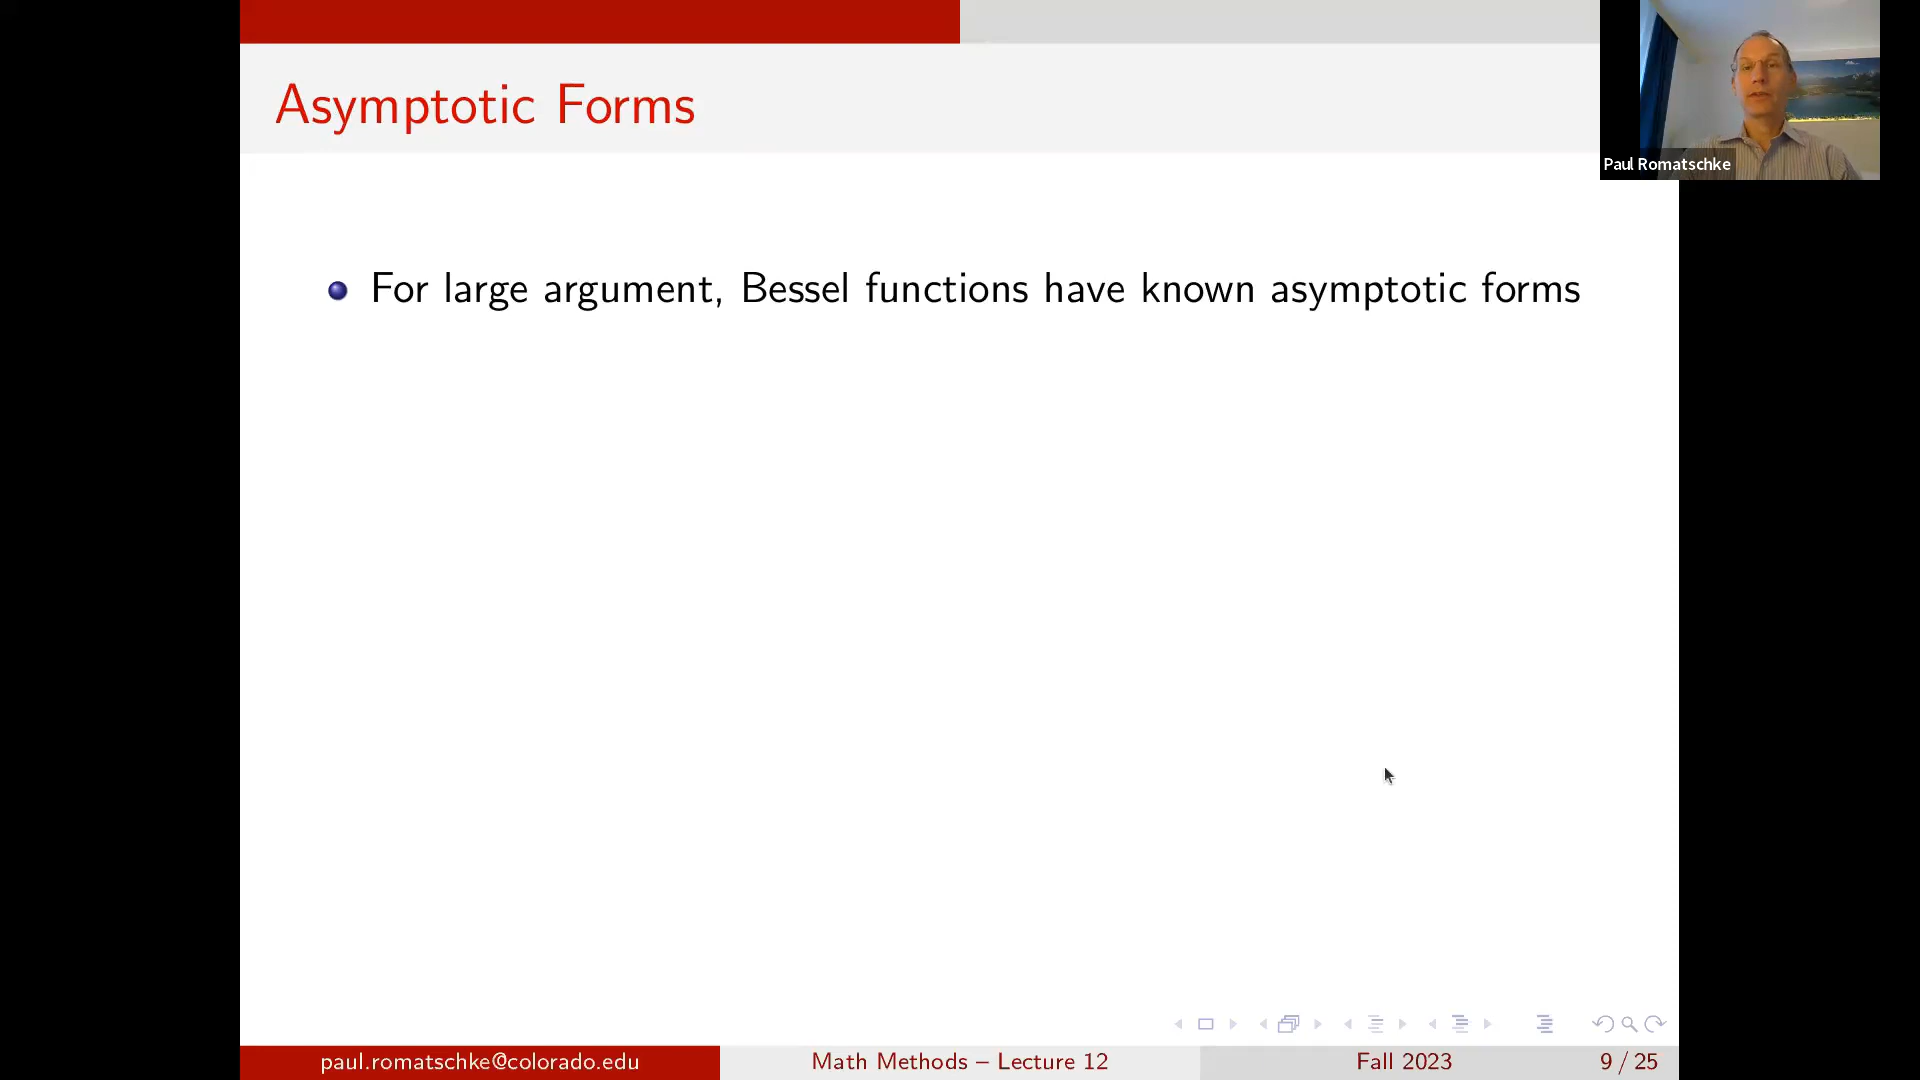 Asymptotic Forms
Paul Romatschke
For large argument, Bessel functions have known asymptotic forms
paul.romatschke@colorado.edu Math Methods – Lecture 12 Fall 2023 9 / 25